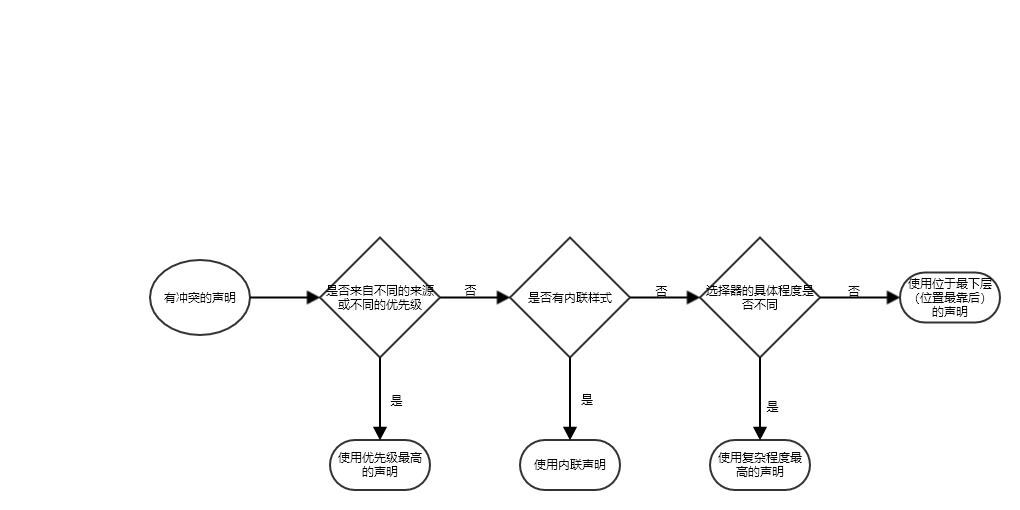 有冲突的声明
是否来自不同的来源
或不同的优先级
否
是否有内联样式
否
选择器的具体程度是
否不同
否
使用位于最下层
（位置最靠后）
的声明
是
是
是
使用优先级最高
的声明
使用内联声明
使用复杂程度最
高的声明